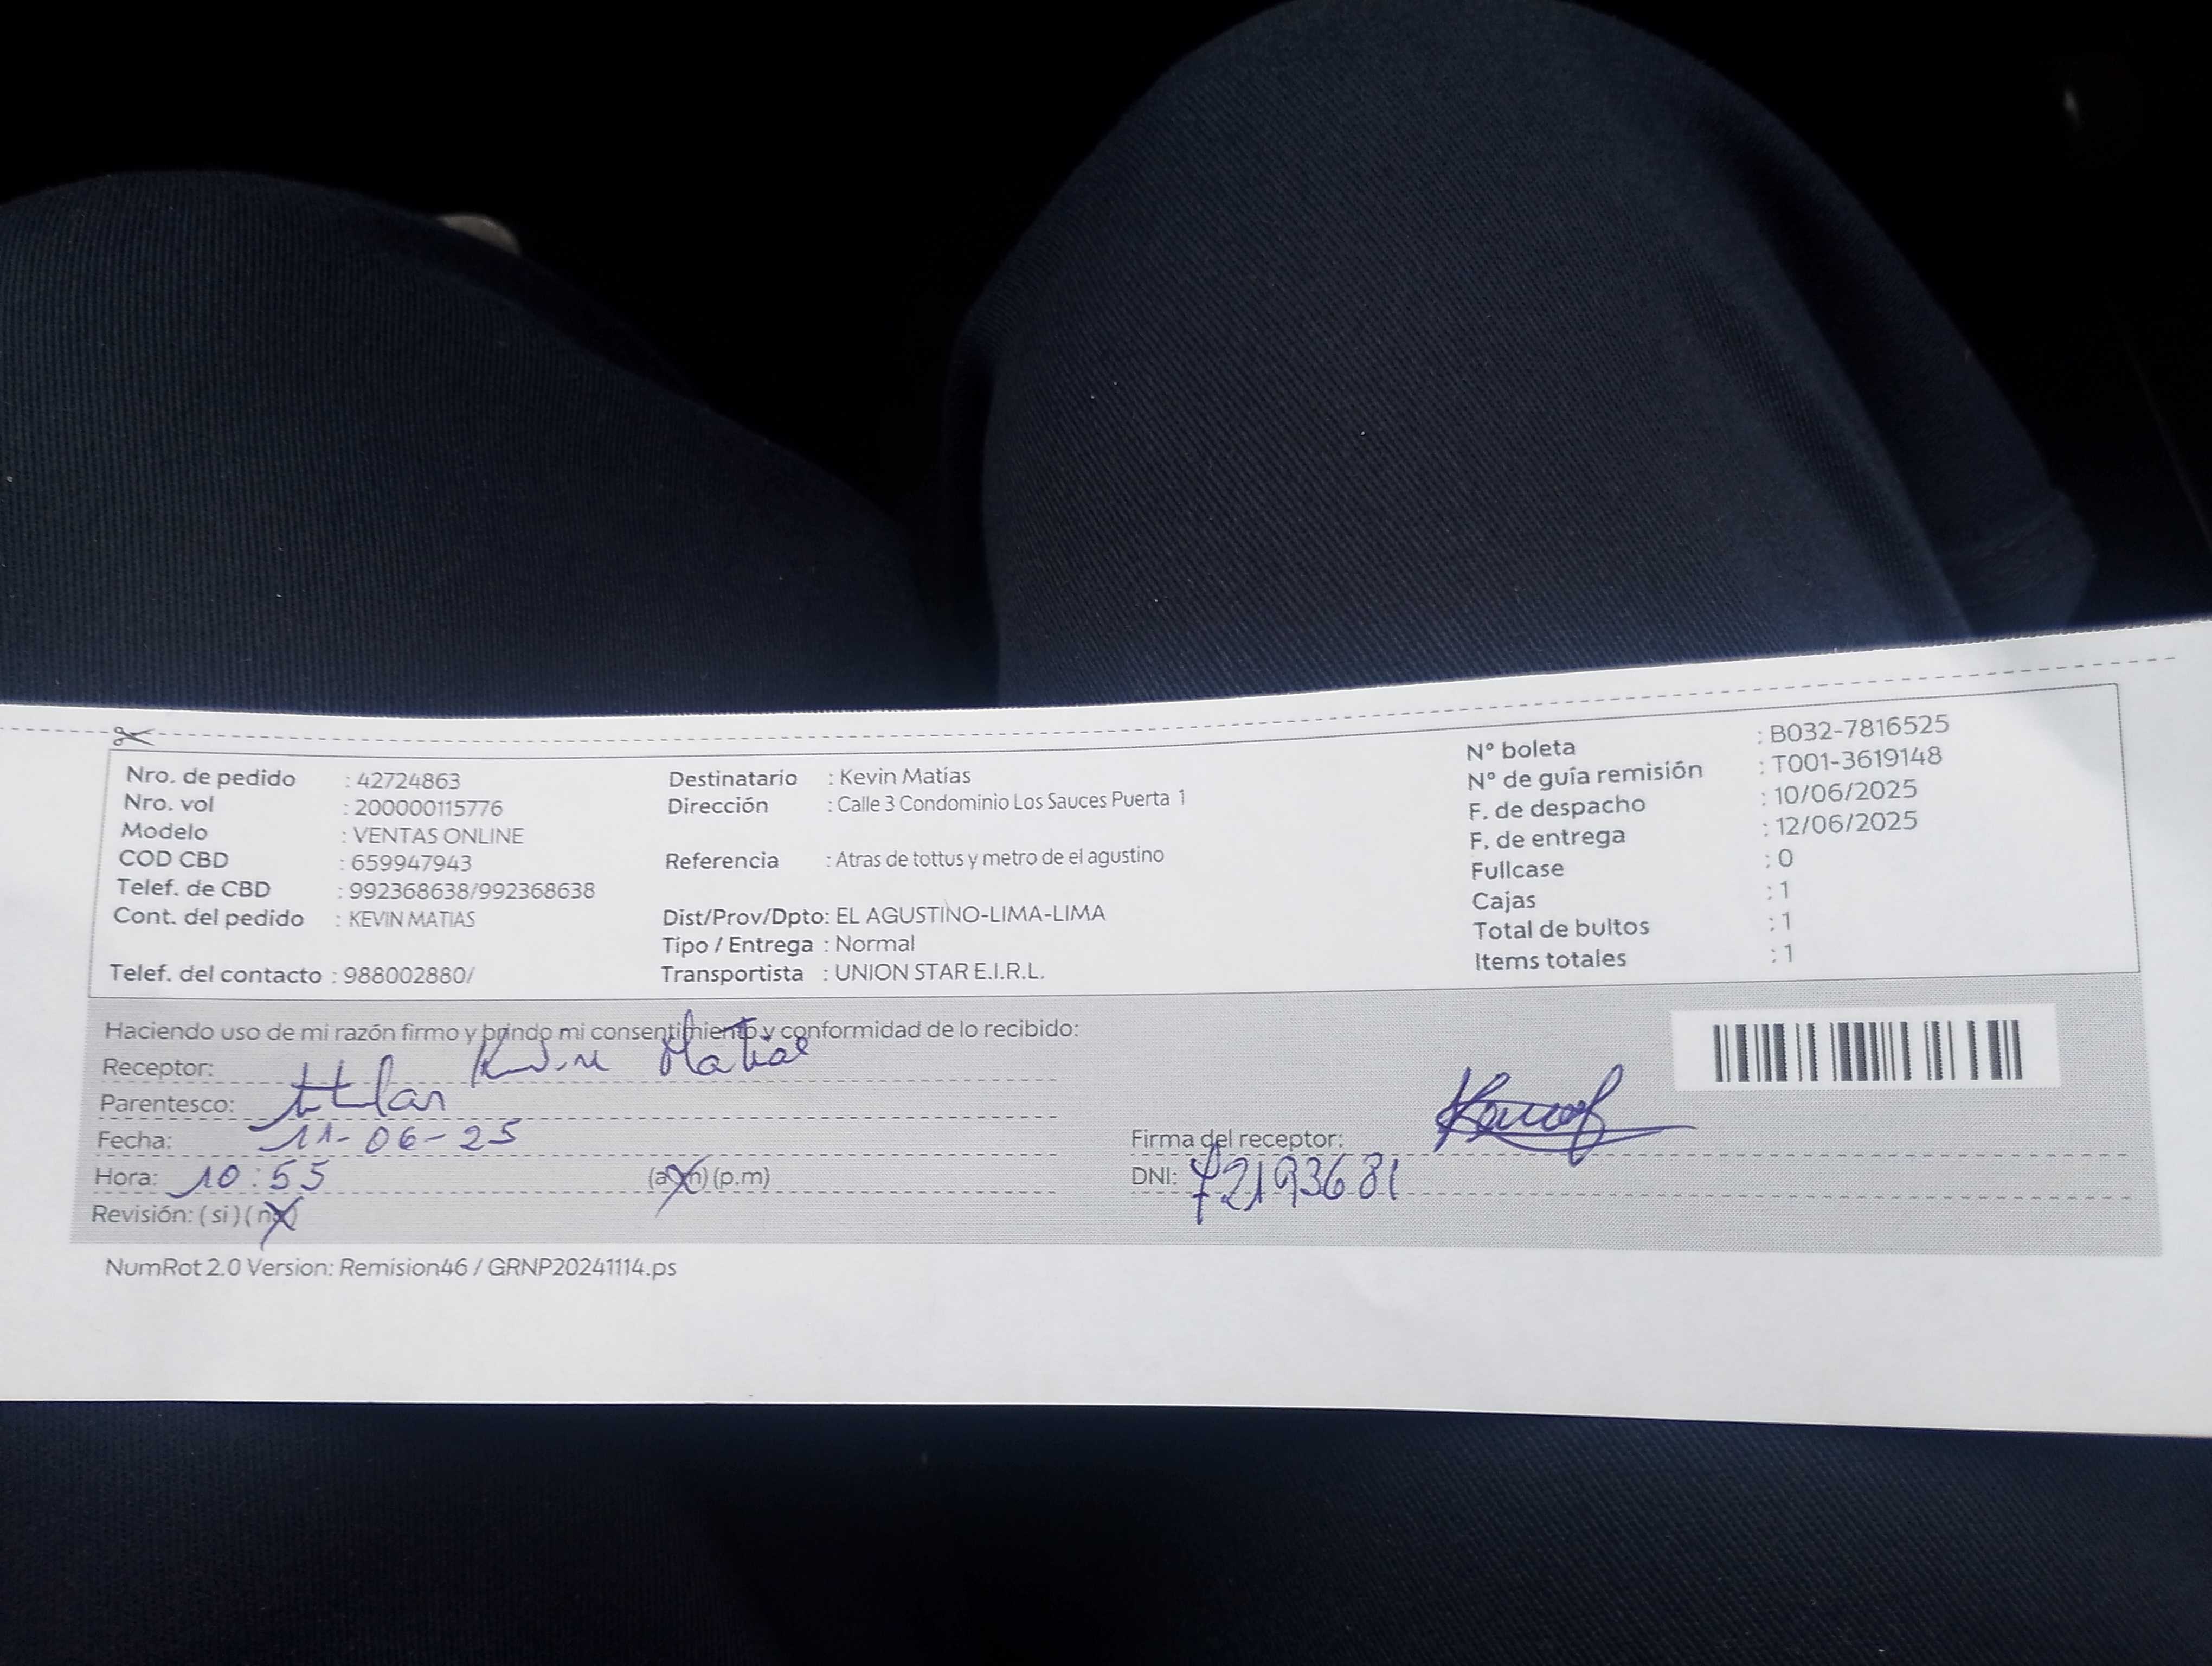 Nro. de pedido : 42724863
Nro. vol : 200000115776
Modelo : VENTAS ONLINE
COD CBD : 659947943
Telef. de CBD : 992368638/992368638
Cont. del pedido : KEVIN MATIAS
Telef. del contacto : 988002880/
Destinatario : Kevin Matías
Dirección : Calle 3 Condominio Los Sauces Puerta 1
Referencia : Atras de tottus y metro de el agustino
Dist/Prov/Dpto: EL AGUSTINO-LIMA-LIMA
Tipo / Entrega : Normal
Transportista : UNION STAR E.I.R.L.
N° boleta : B032-7816525
N° de guía remisión : T001-3619148
F. de despacho : 10/06/2025
F. de entrega : 12/06/2025
Fullcase : 0
Cajas : 1
Total de bultos : 1
Items totales : 1
Haciendo uso de mi razón firmo y brindo mi consentimiento y conformidad de lo recibido:
Receptor: Kevin Matias
Parentesco:
Fecha: 11-06-25
Hora: 10:55 (a.m) (p.m)
Revisión: (si) (no)
Firma del receptor:
DNI: 72193681
NumRot 2.0 Version: Remision46 / GRNP20241114.ps